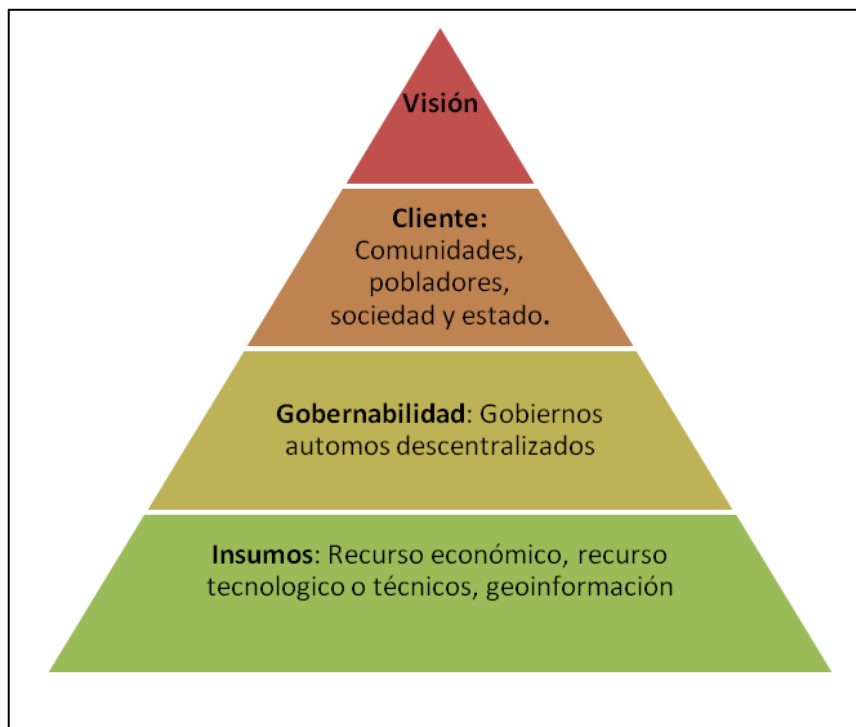 Visión
Cliente:
Comunidades,
pobladores,
sociedad y estado.
Gobernabilidad: Gobiernos
automos descentralizados
Insumos: Recurso económico, recurso
tecnologico o técnicos, geoinformación